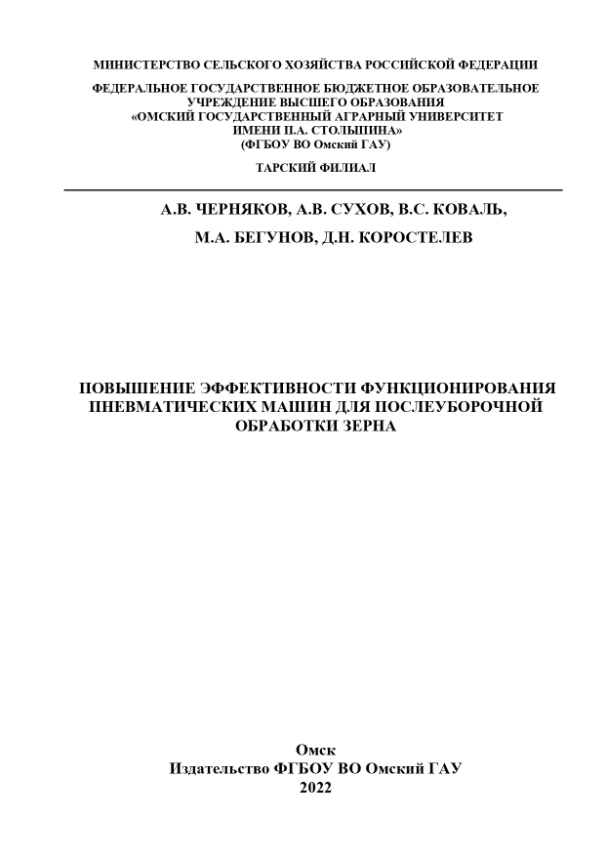 МИНИСТЕРСТВО СЕЛЬСКОГО ХОЗЯЙСТВА РОССИЙСКОЙ ФЕДЕРАЦИИ
ФЕДЕРАЛЬНОЕ ГОСУДАРСТВЕННОЕ БЮДЖЕТНОЕ ОБРАЗОВАТЕЛЬНОЕ
УЧРЕЖДЕНИЕ ВЫСШЕГО ОБРАЗОВАНИЯ
«ОМСКИЙ ГОСУДАРСТВЕННЫЙ АГРАРНЫЙ УНИВЕРСИТЕТ
ИМЕНИ П.А. СТОЛЫПИНА»
(ФГБОУ ВО Омский ГАУ)
ТАРСКИЙ ФИЛИАЛ
А.В. ЧЕРНЯКОВ, А.В. СУХОВ, В.С. КОВАЛЬ,
М.А. БЕГУНОВ, Д.Н. КОРОСТЕЛЕВ
ПОВЫШЕНИЕ ЭФФЕКТИВНОСТИ ФУНКЦИОНИРОВАНИЯ
ПНЕВМАТИЧЕСКИХ МАШИН ДЛЯ ПОСЛЕУБОРОЧНОЙ
ОБРАБОТКИ ЗЕРНА
Омск
Издательство ФГБОУ ВО Омский ГАУ
2022